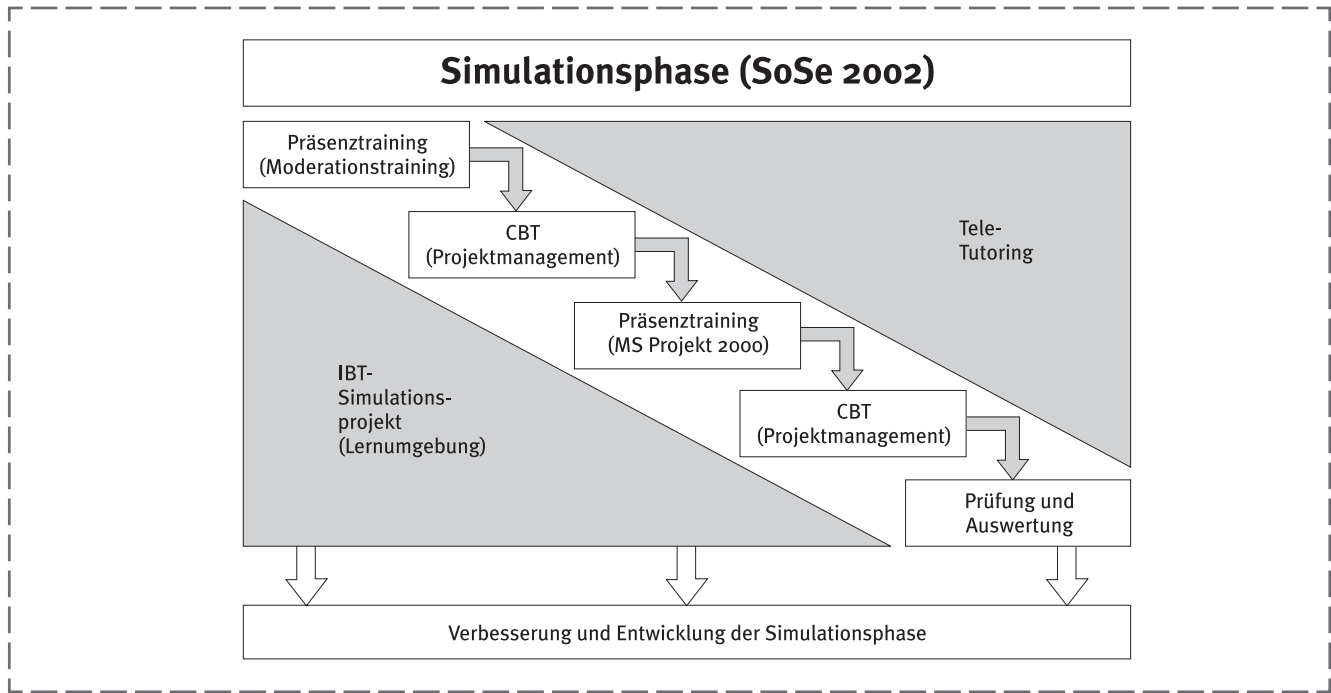 Simulationsphase (SoSe 2002)
Präsenztraining
(Moderationstraining)
CBT
(Projektmanagement)
Tele-
Tutoring
Präsenztraining
(MS Projekt 2000)
IBT-
Simulations-
projekt
(Lernumgebung)
CBT
(Projektmanagement)
Prüfung und
Auswertung
Verbesserung und Entwicklung der Simulationsphase